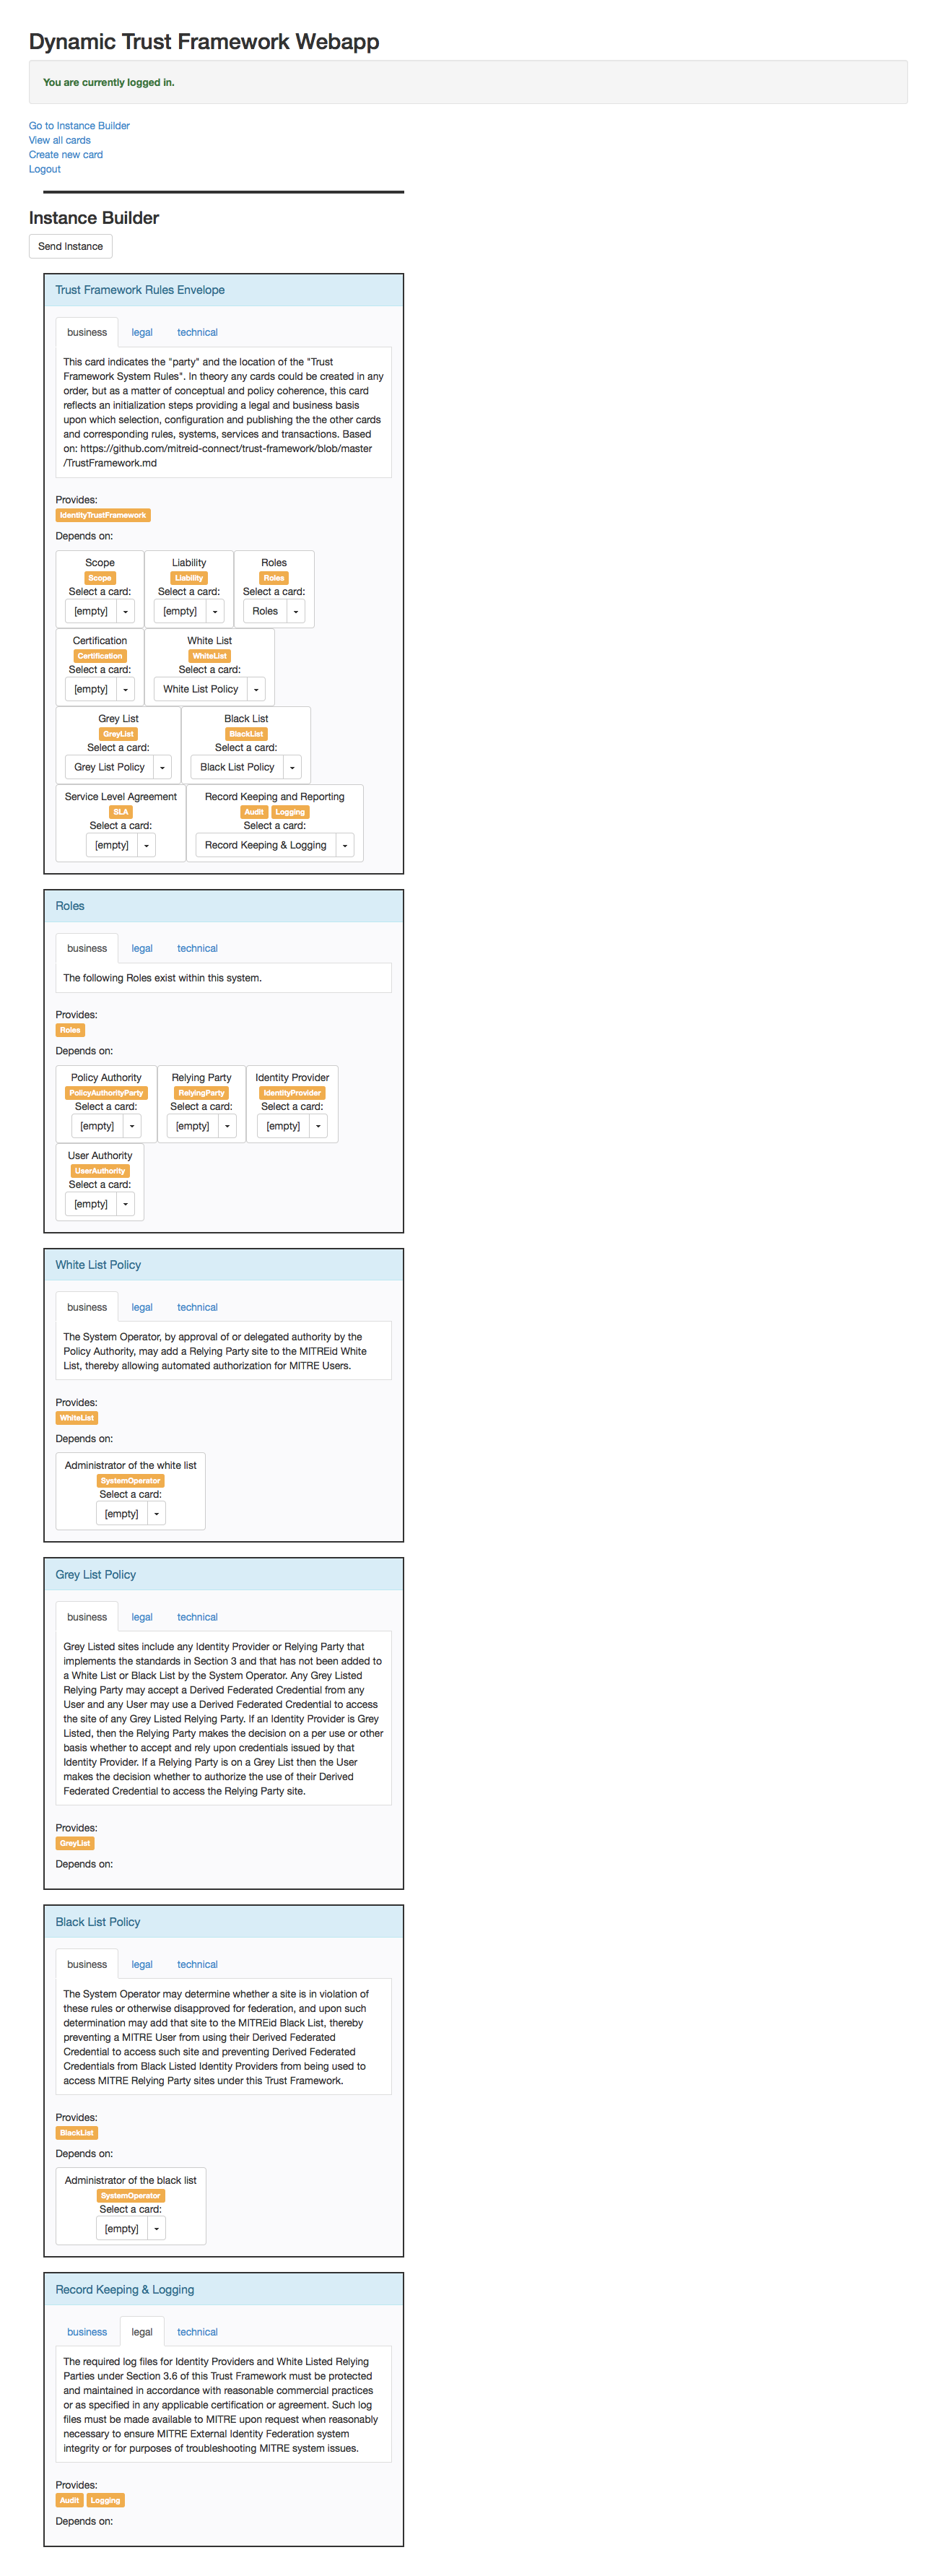 Dynamic Trust Framework Webapp
You are currently logged in.
Go to Instance Builder
View all cards
Create new card
Logout
Instance Builder
Send Instance
Trust Framework Rules Envelope
business legal technical
This card indicates the "party" and the location of the "Trust
Framework System Rules". In theory any cards could be created in any
order, but as a matter of conceptual and policy coherence, this card
reflects an initialization steps providing a legal and business basis
upon which selection, configuration and publishing the the other cards
and corresponding rules, systems, services and transactions. Based
on: https://github.com/mitreid-connect/trust-framework/blob/master
/TrustFramework.md
Provides:
IdentityTrustFramework
Depends on:
Scope Liability Roles
Scope Liability Roles
Select a card: Select a card: Select a card:
[empty] [empty] Roles
Certification White List
Certification WhiteList
Select a card: Select a card:
[empty] White List Policy
Grey List Black List
GreyList BlackList
Select a card: Select a card:
Grey List Policy Black List Policy
Service Level Agreement Record Keeping and Reporting
SLA Audit Logging
Select a card: Select a card:
[empty] Record Keeping & Logging
Roles
business legal technical
The following Roles exist within this system.
Provides:
Roles
Depends on:
Policy Authority Relying Party Identity Provider
PolicyAuthorityParty RelyingParty IdentityProvider
Select a card: Select a card: Select a card:
[empty] [empty] [empty]
User Authority
UserAuthority
Select a card:
[empty]
White List Policy
business legal technical
The System Operator, by approval of or delegated authority by the
Policy Authority, may add a Relying Party site to the MITREid White
List, thereby allowing automated authorization for MITRE Users.
Provides:
WhiteList
Depends on:
Administrator of the white list
SystemOperator
Select a card:
[empty]
Grey List Policy
business legal technical
Grey Listed sites include any Identity Provider or Relying Party that
implements the standards in Section 3 and that has not been added to
a White List or Black List by the System Operator. Any Grey Listed
Relying Party may accept a Derived Federated Credential from any
User and any User may use a Derived Federated Credential to access
the site of any Grey Listed Relying Party. If an Identity Provider is Grey
Listed, then the Relying Party makes the decision on a per use or other
basis whether to accept and rely upon credentials issued by that
Identity Provider. If a Relying Party is on a Grey List then the User
makes the decision whether to authorize the use of their Derived
Federated Credential to access the Relying Party site.
Provides:
GreyList
Depends on:
Black List Policy
business legal technical
The System Operator may determine whether a site is in violation of
these rules or otherwise disapproved for federation, and upon such
determination may add that site to the MITREid Black List, thereby
preventing a MITRE User from using their Derived Federated
Credential to access such site and preventing Derived Federated
Credentials from Black Listed Identity Providers from being used to
access MITRE Relying Party sites under this Trust Framework.
Provides:
BlackList
Depends on:
Administrator of the black list
SystemOperator
Select a card:
[empty]
Record Keeping & Logging
business legal technical
The required log files for Identity Providers and White Listed Relying
Parties under Section 3.6 of this Trust Framework must be protected
and maintained in accordance with reasonable commercial practices
or as specified in any applicable certification or agreement. Such log
files must be made available to MITRE upon request when reasonably
necessary to ensure MITRE External Identity Federation system
integrity or for purposes of troubleshooting MITRE system issues.
Provides:
Audit Logging
Depends on: